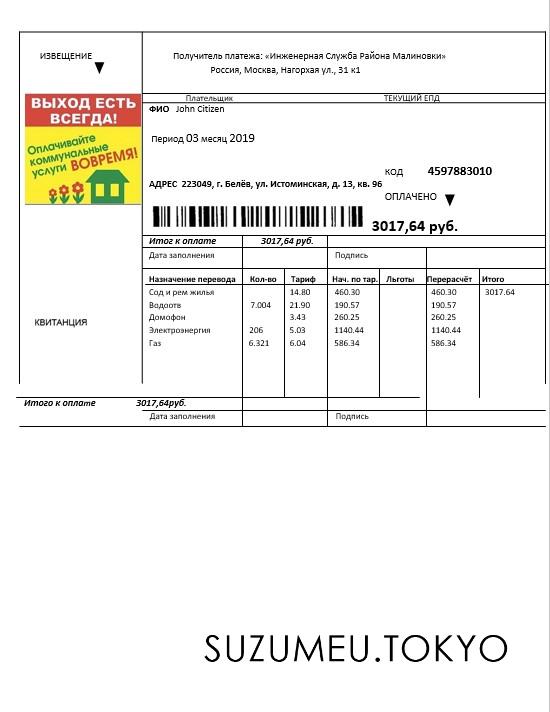 ИЗВЕЩЕНИЕ
Получитель платежа: «Инженерная Служба Района Малиновки»
Россия, Москва, Нагорхая ул., 31 к1
ВЫХОД ЕСТЬ
ВСЕГДА!
Оплачивайте
коммунальные
услуги ВОВРЕМЯ!
Плательщик ТЕКУЩИЙ ЕПД
ФИО John Citizen
Период 03 месяц 2019
КОД 4597883010
АДРЕС 223049, г. Белёв, ул. Истоминская, д. 13, кв. 96
ОПЛАЧЕНО
3017,64 руб.
Итог к оплате 3017,64 руб.
Дата заполнения Подпись
Назначение перевода Кол-во Тариф Нач. по тар. Льготы Перерасчёт Итого
Сод и рем жилья 14.80 460.30 460.30 3017.64
Водоотв 7.004 21.90 190.57 190.57
Домофон 3.43 260.25 260.25
Электроэнергия 206 5.03 1140.44 1140.44
Газ 6.321 6.04 586.34 586.34
КВИТАНЦИЯ
Итого к оплате 3017,64руб.
Дата заполнения Подпись
SUZUMEU.TOKYO